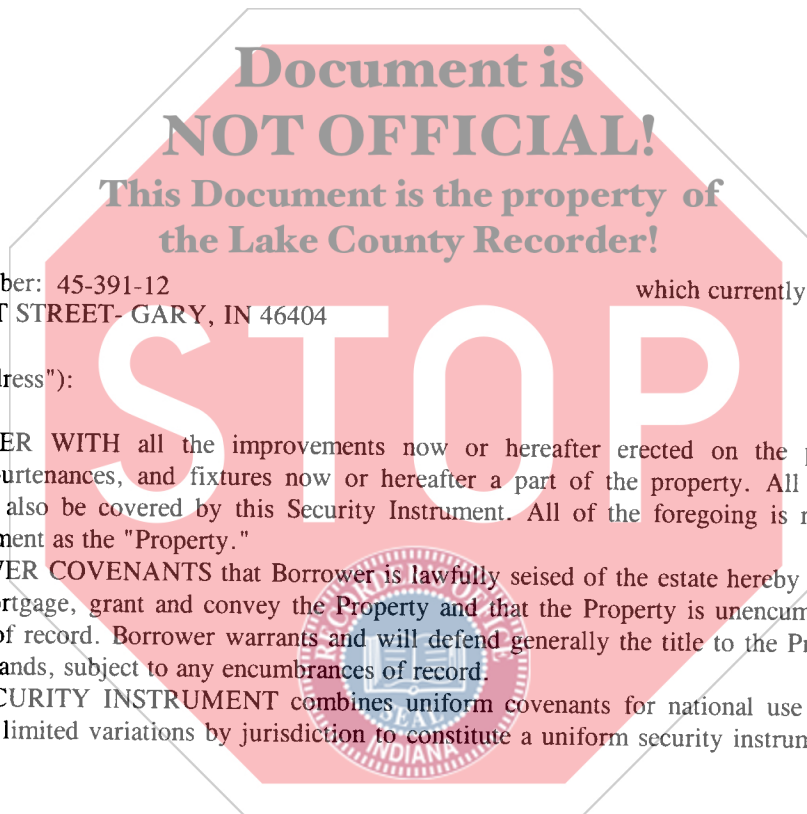 Document is
NOT OFFICIAL!
This Document is the property of
the Lake County Recorder!
ber: 45-391-12 which currently
T STREET- GARY, IN 46404
lress"):
STOP
ER WITH all the improvements now or hereafter erected on the p
urtenances, and fixtures now or hereafter a part of the property. All
also be covered by this Security Instrument. All of the foregoing is r
ment as the "Property."
VER COVENANTS that Borrower is lawfully seised of the estate hereby
rtgage, grant and convey the Property and that the Property is unencum
of record. Borrower warrants and will defend generally the title to the Pr
ands, subject to any encumbrances of record.
CURITY INSTRUMENT combines uniform covenants for national use
limited variations by jurisdiction to constitute a uniform security instrum
RECORDER OF
SEAL
INDIANA